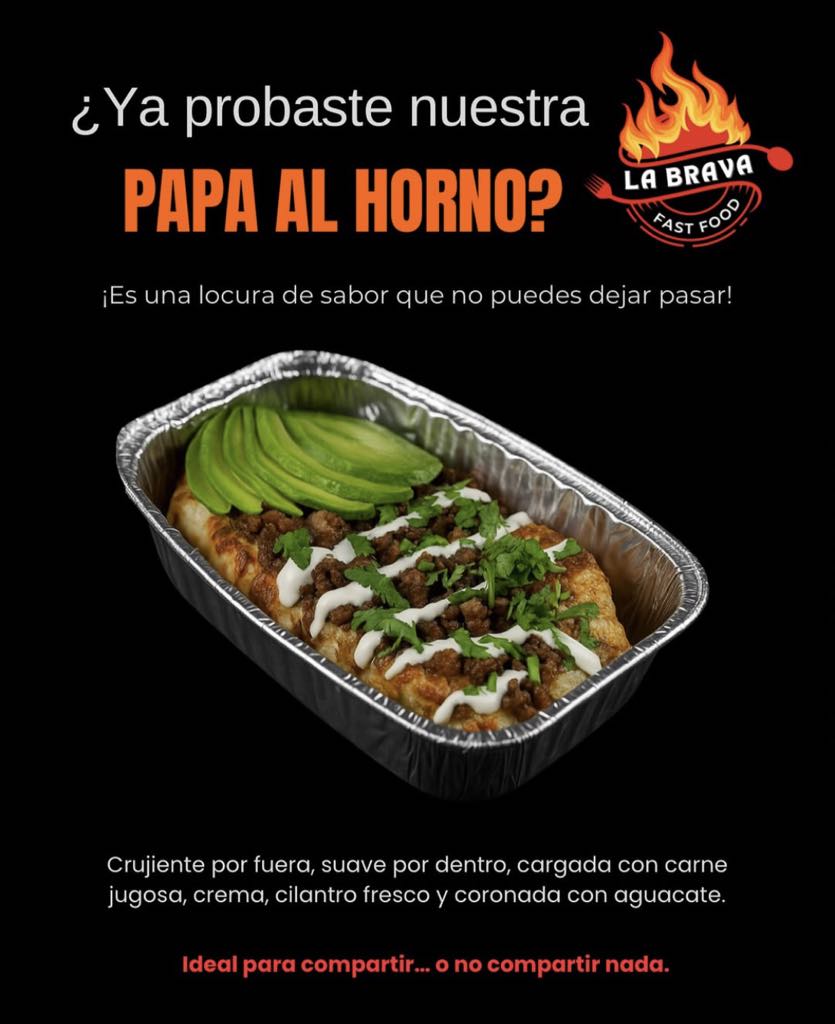 ¿Ya probaste nuestra
PAPA AL HORNO?
LA BRAVA
FAST FOOD
¡Es una locura de sabor que no puedes dejar pasar!
Crujiente por fuera, suave por dentro, cargada con carne
jugosa, crema, cilantro fresco y coronada con aguacate.
Ideal para compartir... o no compartir nada.